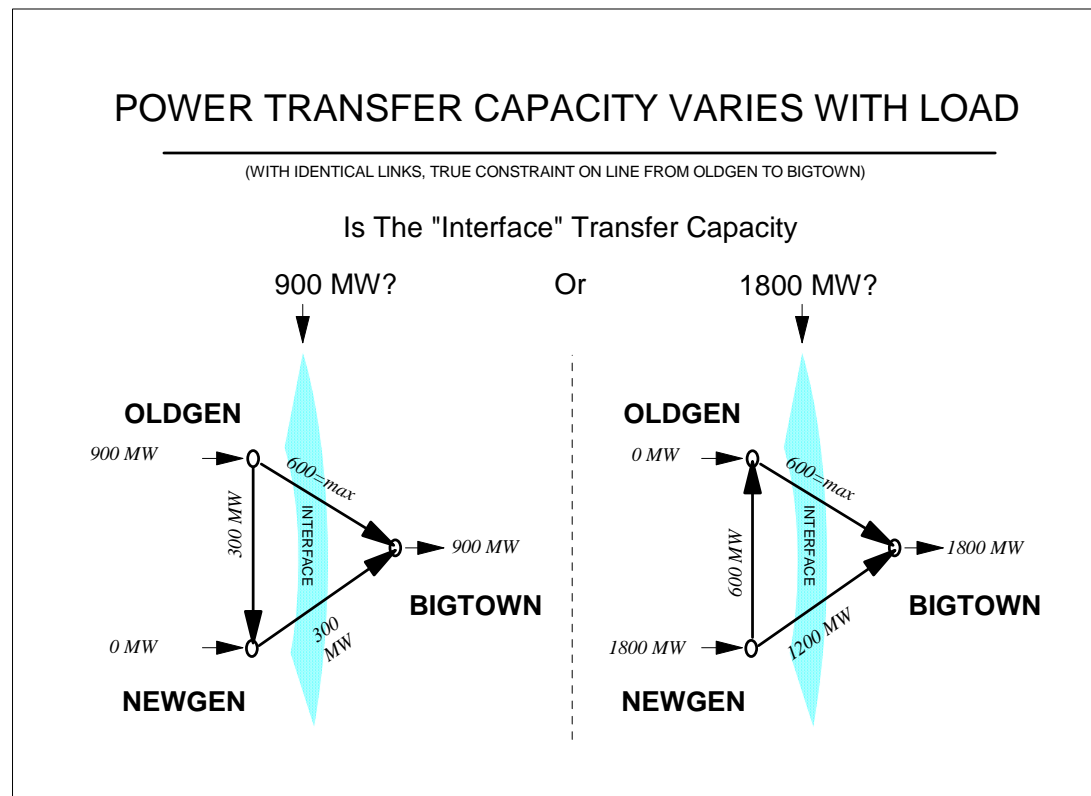 POWER TRANSFER CAPACITY VARIES WITH LOAD
(WITH IDENTICAL LINKS, TRUE CONSTRAINT ON LINE FROM OLDGEN TO BIGTOWN)
Is The "Interface" Transfer Capacity
900 MW?
Or
1800 MW?
OLDGEN
900 MW
600=max
300 MW
INTERFACE
900 MW
BIGTOWN
300
MW
0 MW
NEWGEN
OLDGEN
0 MW
600=max
600 MW
INTERFACE
1800 MW
BIGTOWN
1200 MW
1800 MW
NEWGEN